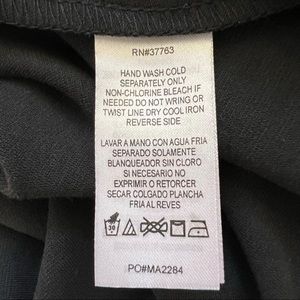 RN#37763
HAND WASH COLD
SEPARATELY ONLY
NON-CHLORINE BLEACH IF
NEEDED DO NOT WRING OR
TWIST LINE DRY COOL IRON
REVERSE SIDE
LAVAR A MANO CON AGUA FRIA
SEPARADO SOLAMENTE
BLANQUEADOR SIN CLORO
SI NECESARIO NO
EXPRIMIR O RETORCER
SECAR COLGADO PLANCHA
FRIA AL REVES
30
PO#MA2284